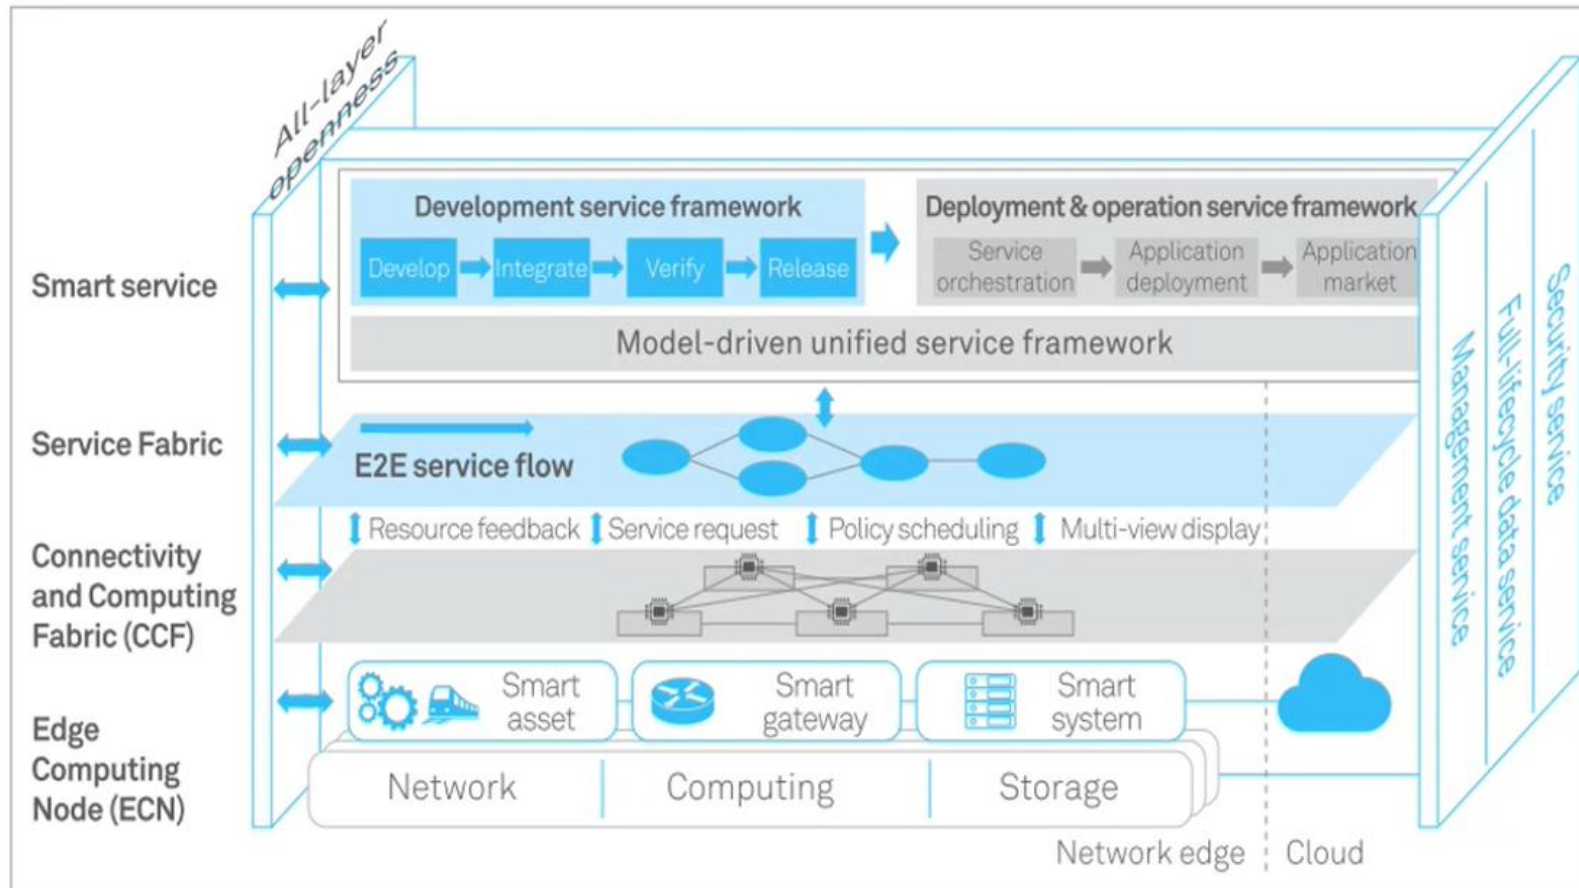 All-layer
openness
Development service framework
Deployment & operation service framework
Develop
Integrate
Verify
Release
Service
orchestration
Application
deployment
Application
market
Smart service
Model-driven unified service framework
Service Fabric
E2E service flow
Resource feedback
Service request
Policy scheduling
Multi-view display
Connectivity
and Computing
Fabric (CCF)
Smart
asset
Smart
gateway
Smart
system
Edge
Computing
Node (ECN)
Network
Computing
Storage
Network edge
Cloud
Management service
Full-lifecycle data service
Security service